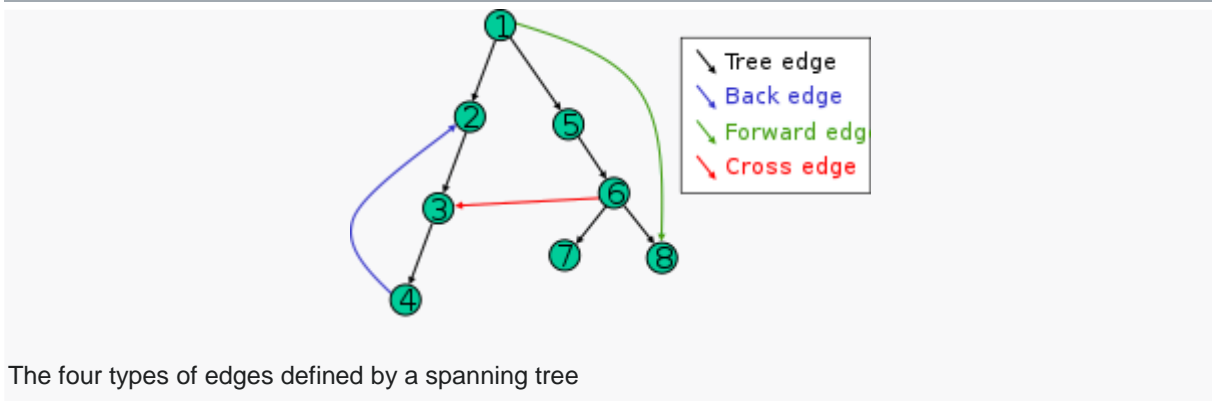 1
Tree edge
2
Back edge
5
Forward edg
Cross edge
6
3
7
8
4
The four types of edges defined by a spanning tree